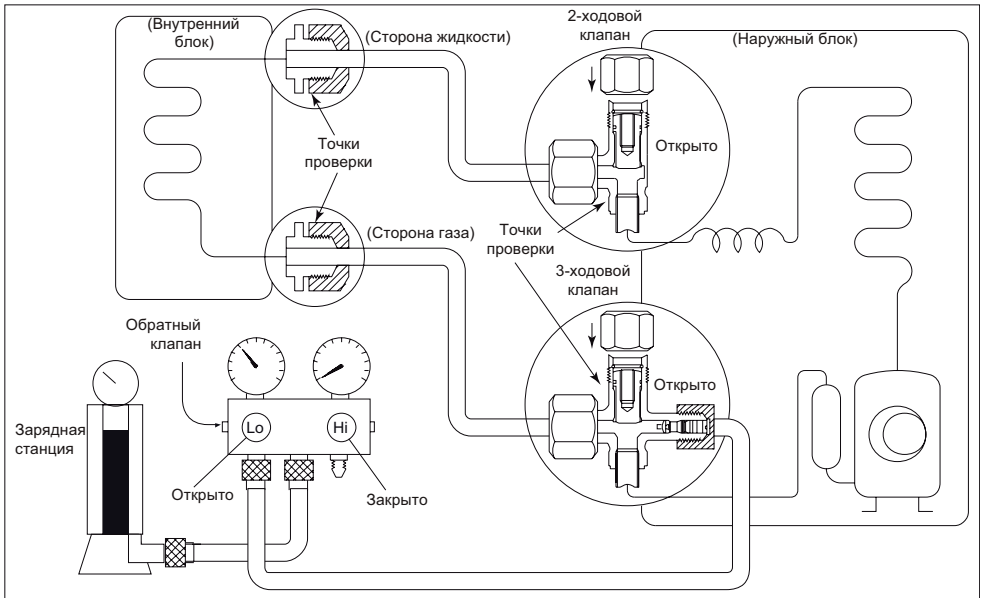 (Внутренний
блок)
(Сторона жидкости)
2-ходовой
клапан
(Наружный блок)
Точки
проверки
Открыто
(Сторона газа)
Точки
проверки
3-ходовой
клапан
Обратный
клапан
Открыто
Зарядная
станция
Lo
Hi
Открыто
Закрыто